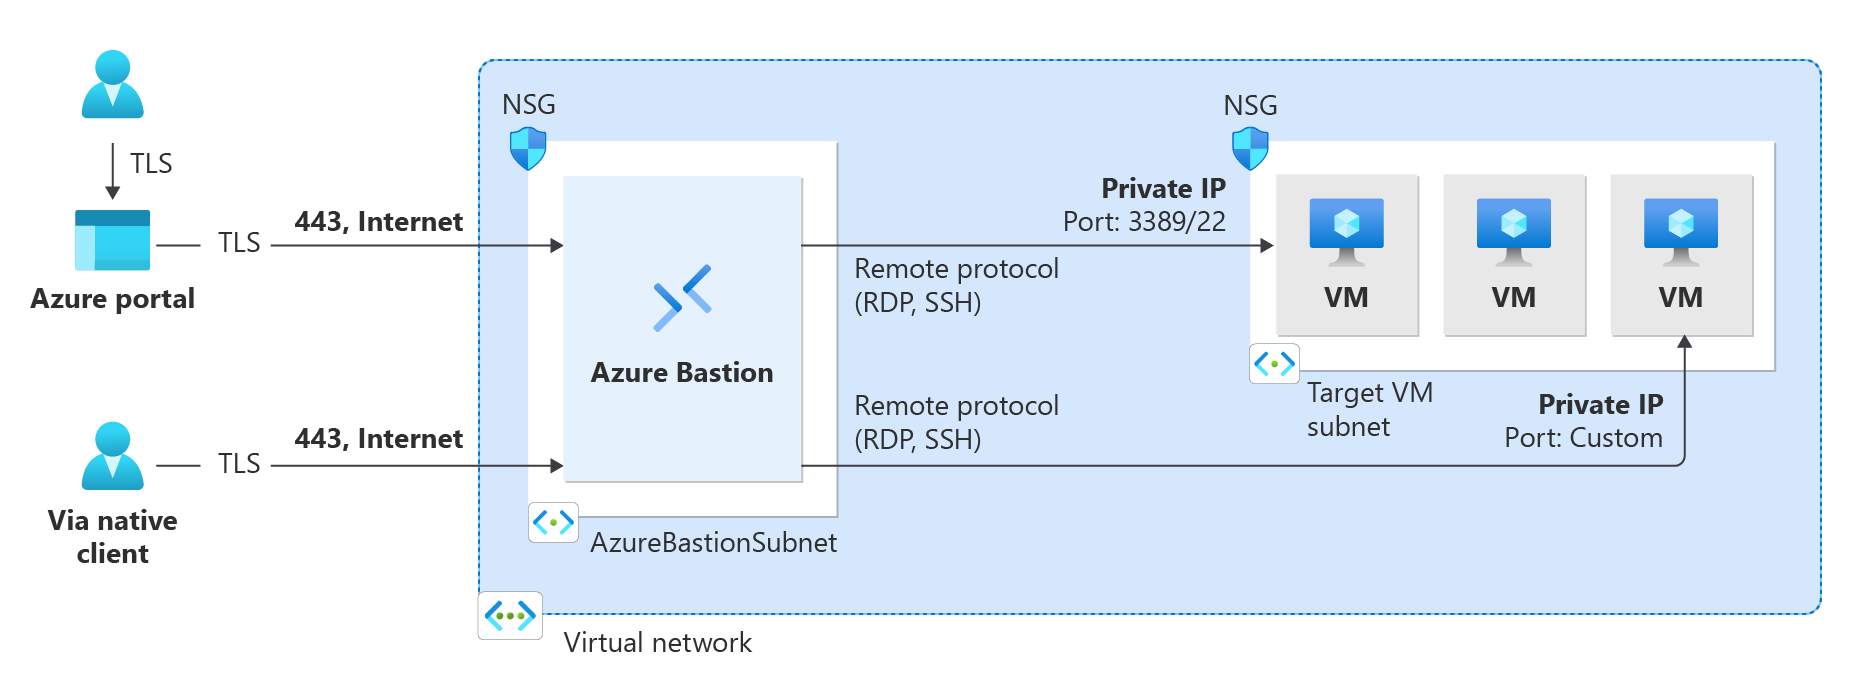 TLS
Azure portal
TLS
443, Internet
Via native
client
TLS
443, Internet
NSG
Azure Bastion
AzureBastionSubnet
Virtual network
Private IP
Port: 3389/22
Remote protocol
(RDP, SSH)
Remote protocol
(RDP, SSH)
NSG
VM
VM
VM
Target VM
subnet
Private IP
Port: Custom